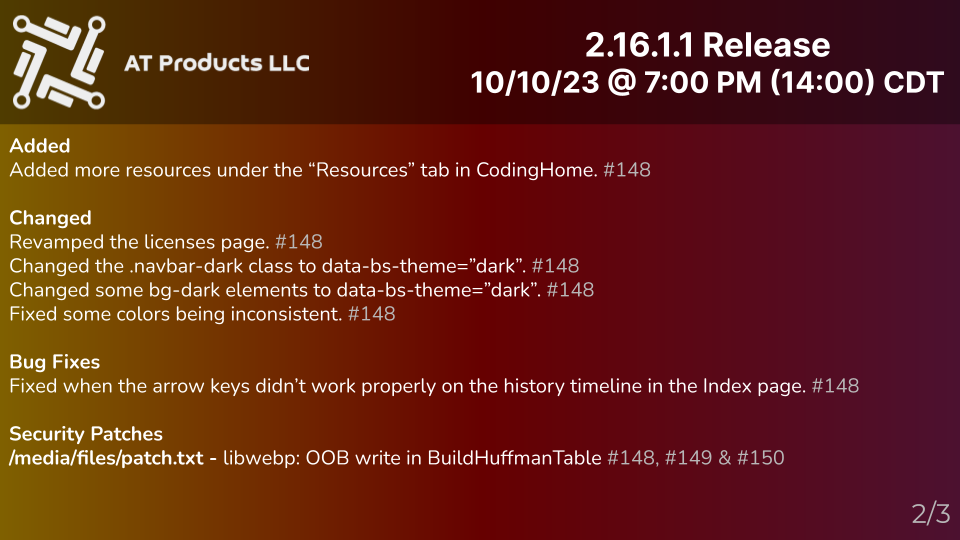 AT Products LLC
2.16.1.1 Release
10/10/23 @ 7:00 PM (14:00) CDT
Added
Added more resources under the “Resources” tab in CodingHome. #148
Changed
Revamped the licenses page. #148
Changed the .navbar-dark class to data-bs-theme=”dark”. #148
Changed some bg-dark elements to data-bs-theme=”dark”. #148
Fixed some colors being inconsistent. #148
Bug Fixes
Fixed when the arrow keys didn’t work properly on the history timeline in the Index page. #148
Security Patches
/media/files/patch.txt - libwebp: OOB write in BuildHuffmanTable #148, #149 & #150
2/3